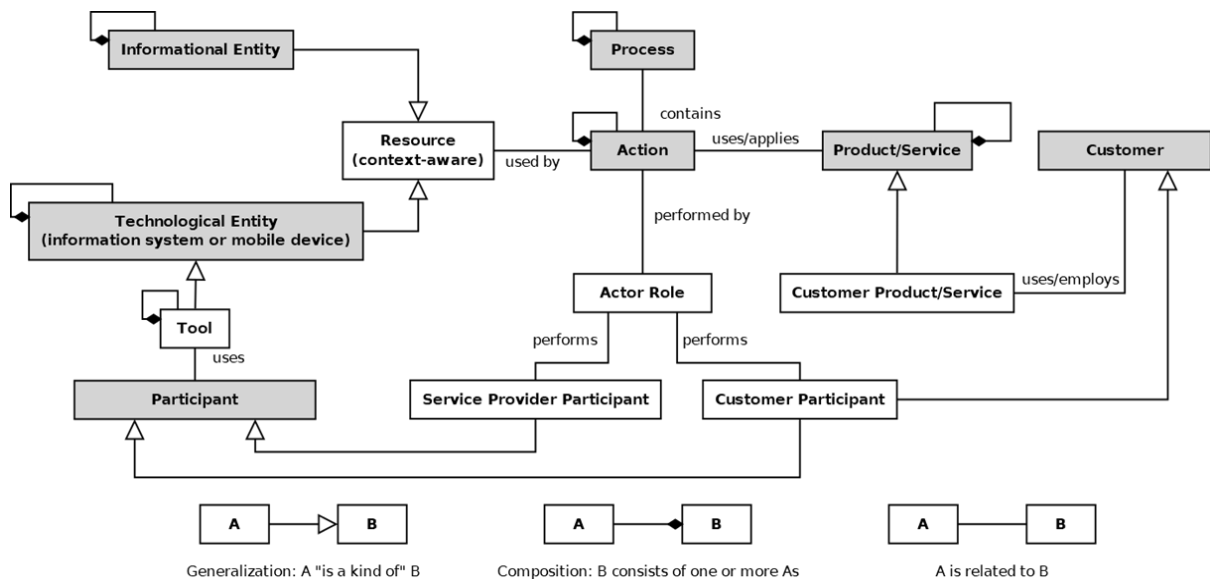 Informational Entity
Process
contains
Resource
(context-aware)
used by
Action
uses/applies
Product/Service
Customer
Technological Entity
(information system or mobile device)
performed by
Actor Role
Customer Product/Service
uses/employs
Tool
uses
performs
performs
Participant
Service Provider Participant
Customer Participant
A
B
A
B
A
B
Generalization: A "is a kind of" B
Composition: B consists of one or more As
A is related to B